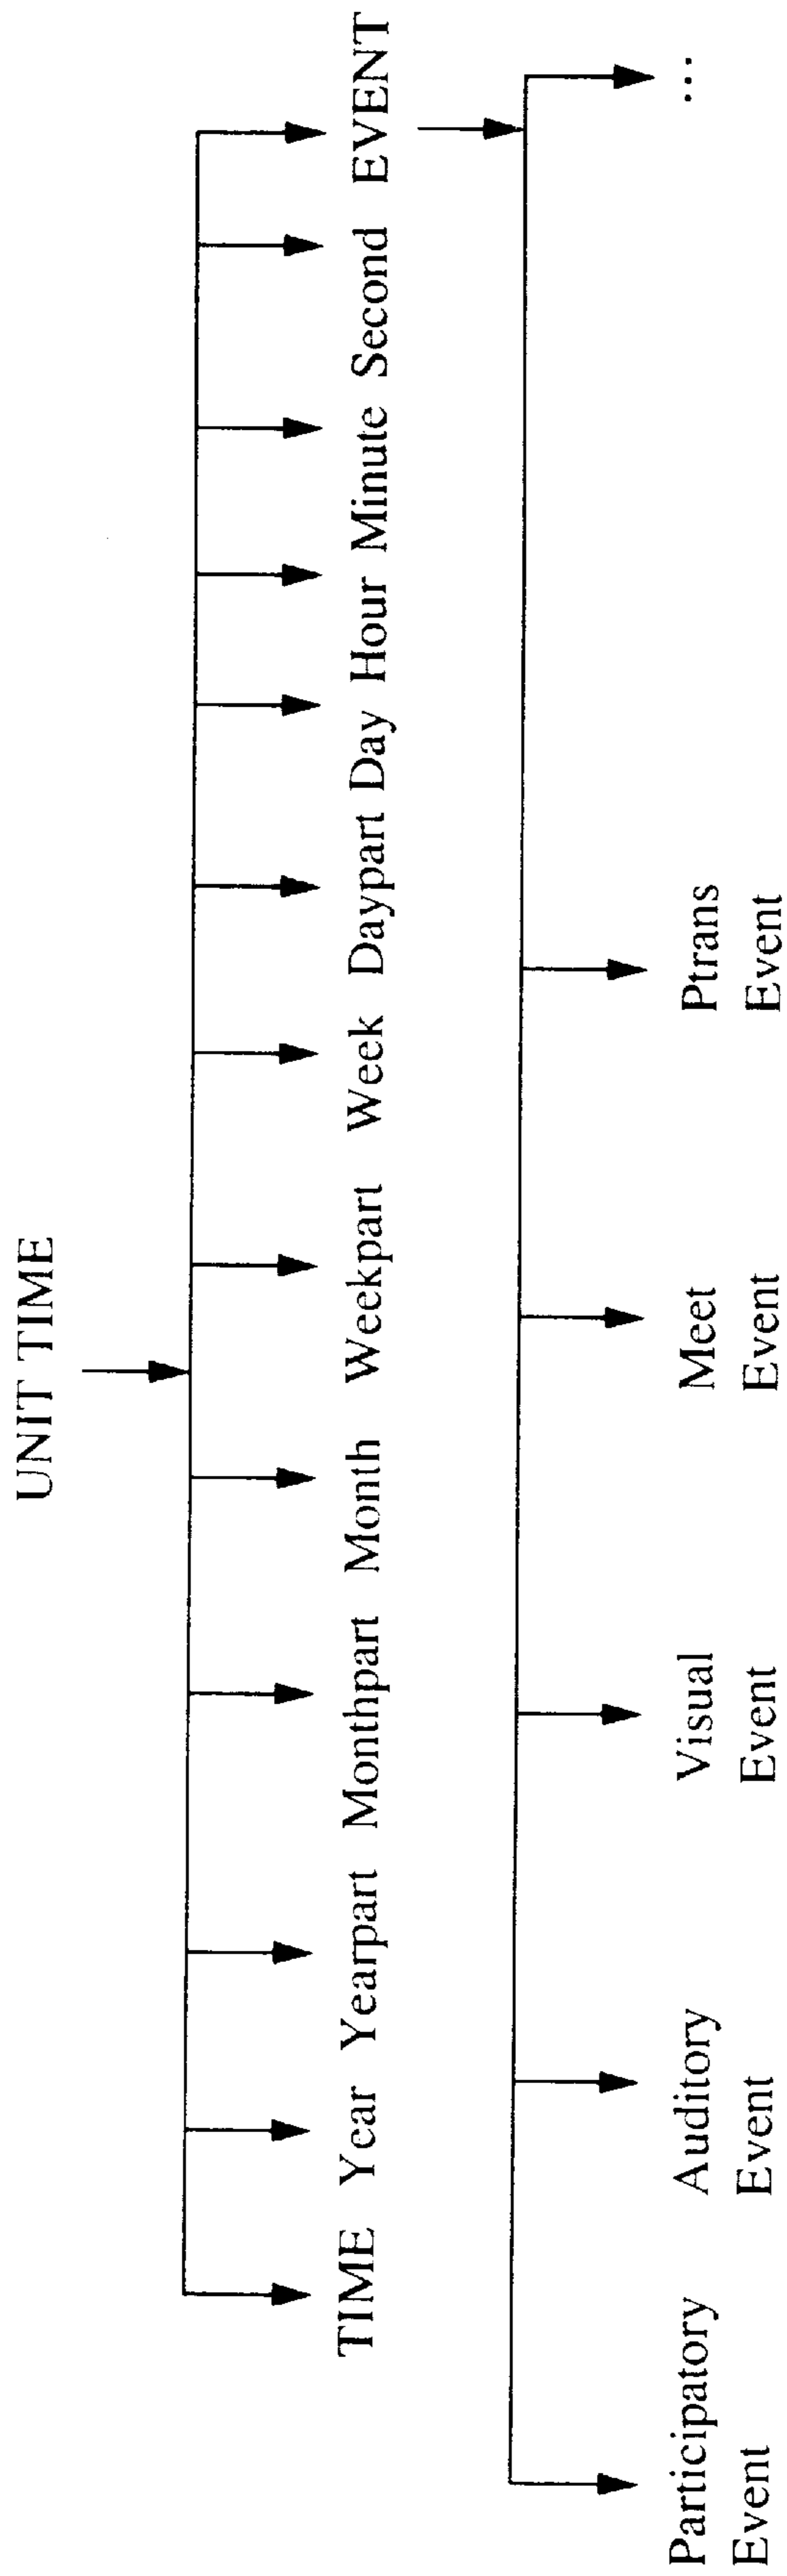 UNIT TIME
TIME Year Yearpart Monthpart Month Weekpart Week Daypart Day Hour Minute Second EVENT
Participatory Event
Auditory Event
Visual Event
Meet Event
Ptrans Event
...